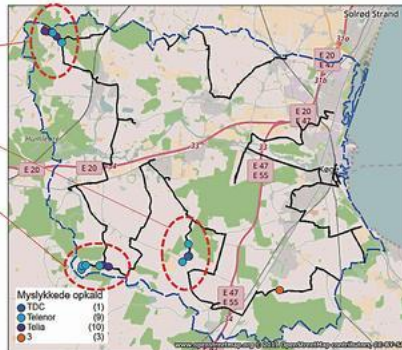 Solrød Strand
E 20
E 47
E 20
E 47
E 20
E 20
E 47
E 55
E 47
E 55
Myslykkede opkald
TDC (1)
Telenor (9)
Telia (10)
3 (3)